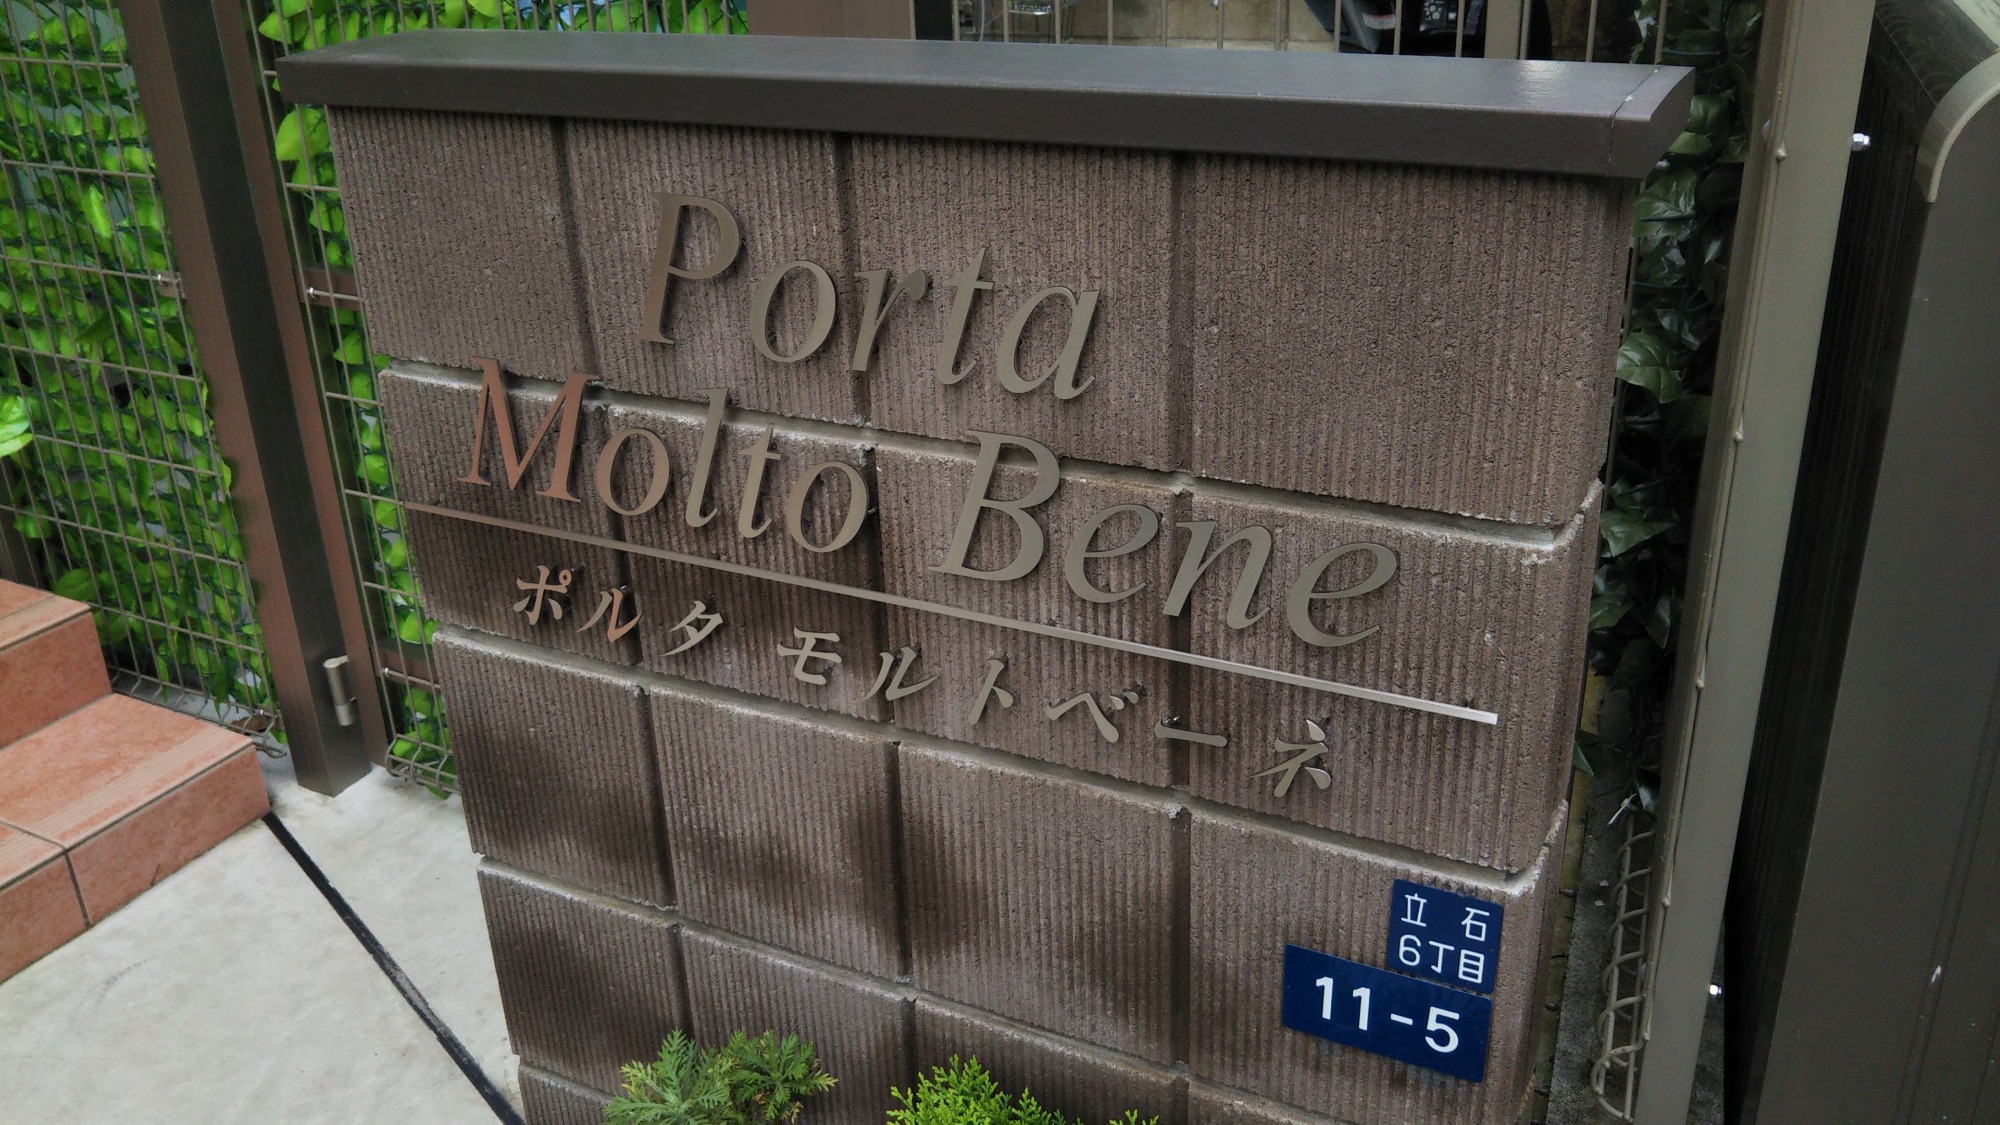 Porta
Molto Bene
ポルタ モルトベーネ
立石
6丁目
11-5